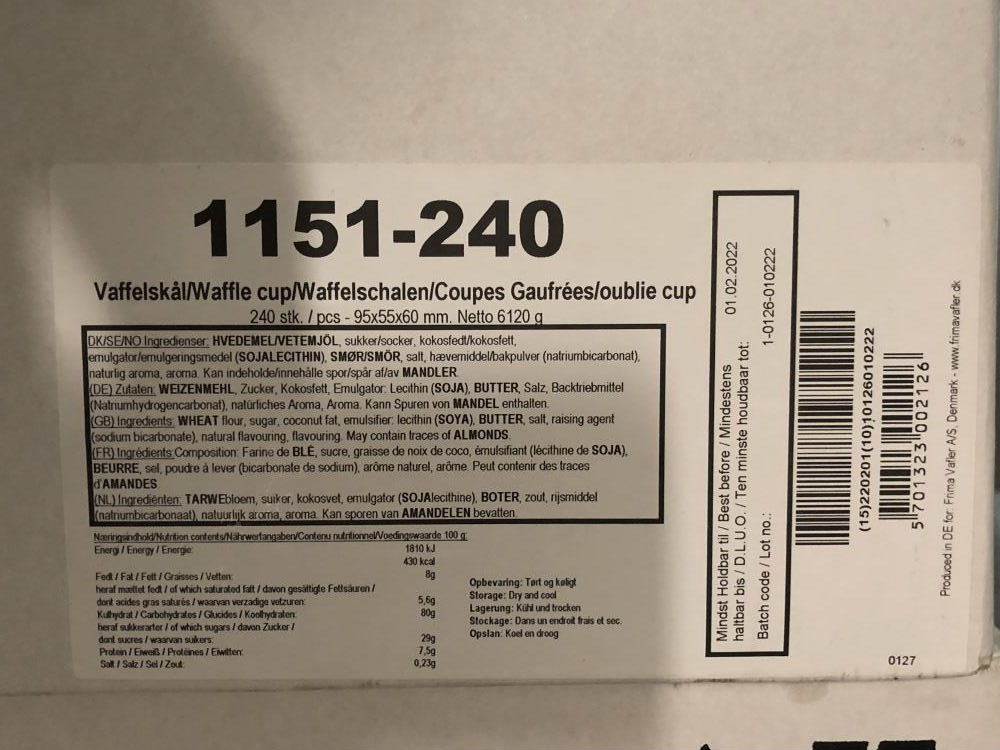 1151-240
Vaffelskål/Waffle cup/Waffelschalen/Coupes Gaufrées/oublie cup
240 stk. / pcs - 95x55x60 mm. Netto 6120 g
DK/SE/NO Ingredienser: HVEDEMEL/VETEMJÖL, sukker/socker, kokosfedt/kokosfett,
emulgator/emulgeringsmedel (SOJALECITHIN), SMØR/SMÖR, salt, hævemiddel/bakpulver (natriumbicarbonat),
naturlig aroma, aroma. Kan indeholde/innehålle spor/spår af/av MANDLER.
(DE) Zutaten: WEIZENMEHL, Zucker, Kokosfett, Emulgator: Lecithin (SOJA), BUTTER, Salz, Backtriebmittel
(Natriumhydrogencarbonat), natürliches Aroma, Aroma. Kann Spuren von MANDEL enthalten.
(GB) Ingredients: WHEAT flour, sugar, coconut fat, emulsifier: lecithin (SOYA), BUTTER, salt, raising agent
(sodium bicarbonate), natural flavouring, flavouring. May contain traces of ALMONDS.
(FR) Ingrédients Composition: Farine de BLÉ, sucre, graisse de noix de coco, émulsifiant (lécithine de SOJA),
BEURRE, sel, poudre à lever (bicarbonate de sodium), arôme naturel, arôme. Peut contenir des traces
d'AMANDES
(NL) Ingrediënten: TARWEbloem, suiker, kokosvet, emulgator (SOJAlecithine), BOTER, zout, rijsmiddel
(natriumbicarbonaat), natuurlijk aroma, aroma. Kan sporen van AMANDELEN bevatten.
Næringsindhold/Nutrition contents/Nährwertangaben/Contenu nutritionnel/Voedingswaarde 100 g:
Energi / Energy / Energie: 1810 kJ
430 kcal
Fedt / Fat / Fett / Graisses / Vetten: 8g
heraf mættet fedt / of which saturated fatt / davon gesättigte Fettsäuren /
dont acides gras saturés / waarvan verzadige vetzuren: 5,6g
Kulhydrat / Carbohydrates / Glucides / Koolhydraten: 80g
heraf sukkerarter / of which sugars / davon Zucker /
dont sucres / waarvan suikers: 29g
Protein / Eiweiß / Protéines / Eiwitten: 7,5g
Salt / Salz / Sel / Zout: 0,23g
Opbevaring: Tørt og køligt
Storage: Dry and cool
Lagerung: Kühl und trocken
Stockage: Dans un endroit frais et sec.
Opslan: Koel en droog
Mindst Holdbar til / Best before / Mindestens 01.02.2022
haltbar bis / D.L.U.O. / Ten minste houdbaar tot:
Batch code / Lot no.: 1-0126-010222
(15)220201(10)10126010222
5 701323 002126
Produced in DE for: Frima Vafler A/S, Denmark - www.frimavafler.dk
0127